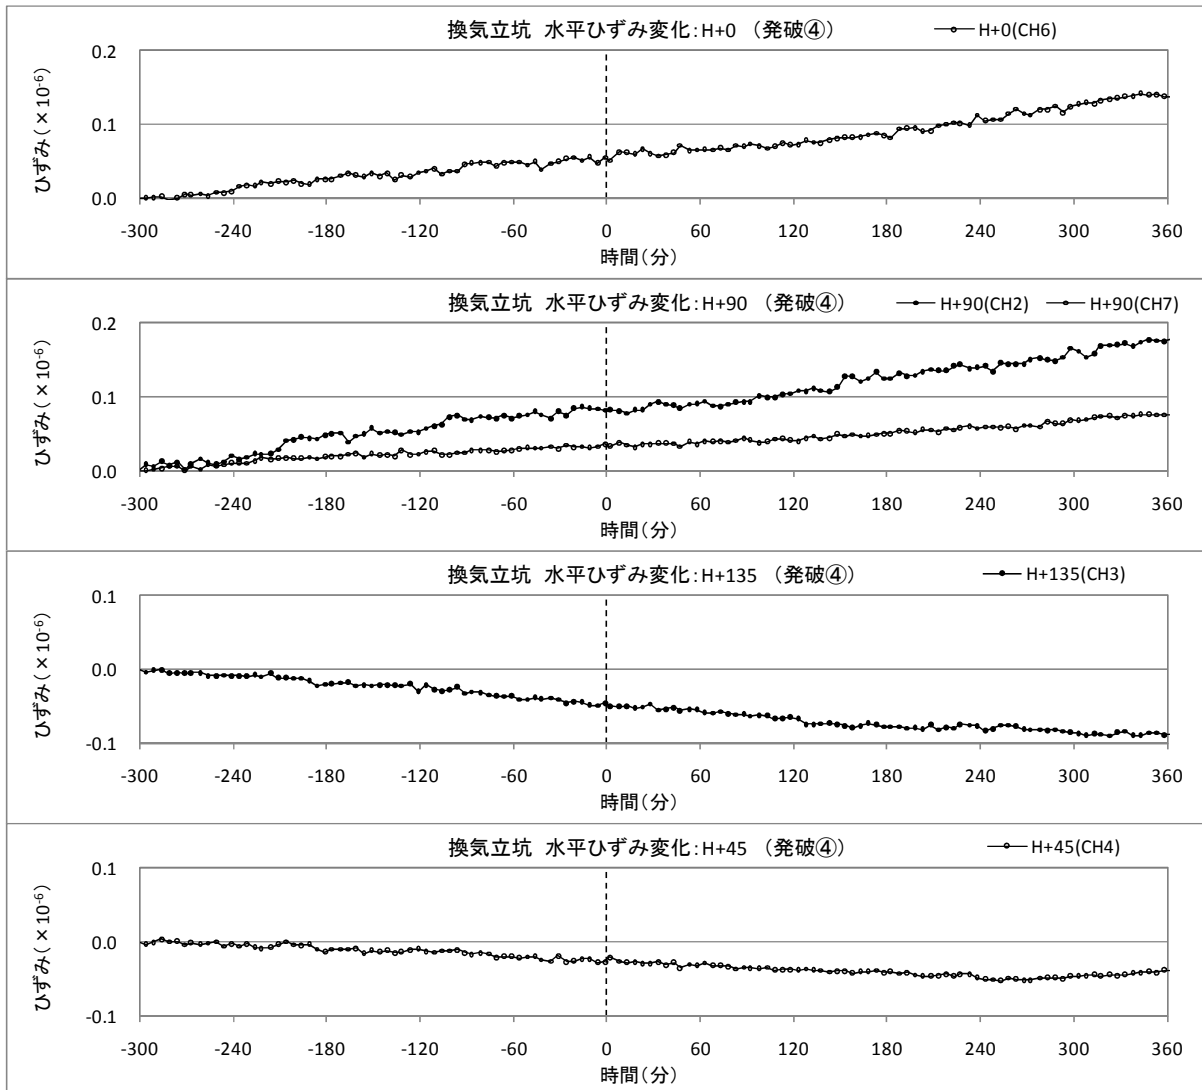 換気立坑 水平ひずみ変化:H+0 (発破④)
H+0(CH6)
ひずみ(×10⁻⁶)
0.2
0.1
0.0
-300 -240 -180 -120 -60 0 60 120 180 240 300 360
時間(分)
換気立坑 水平ひずみ変化:H+90 (発破④)
H+90(CH2) H+90(CH7)
ひずみ(×10⁻⁶)
0.2
0.1
0.0
-300 -240 -180 -120 -60 0 60 120 180 240 300 360
時間(分)
換気立坑 水平ひずみ変化:H+135 (発破④)
H+135(CH3)
ひずみ(×10⁻⁶)
0.1
0.0
-0.1
-300 -240 -180 -120 -60 0 60 120 180 240 300 360
時間(分)
換気立坑 水平ひずみ変化:H+45 (発破④)
H+45(CH4)
ひずみ(×10⁻⁶)
0.1
0.0
-0.1
-300 -240 -180 -120 -60 0 60 120 180 240 300 360
時間(分)